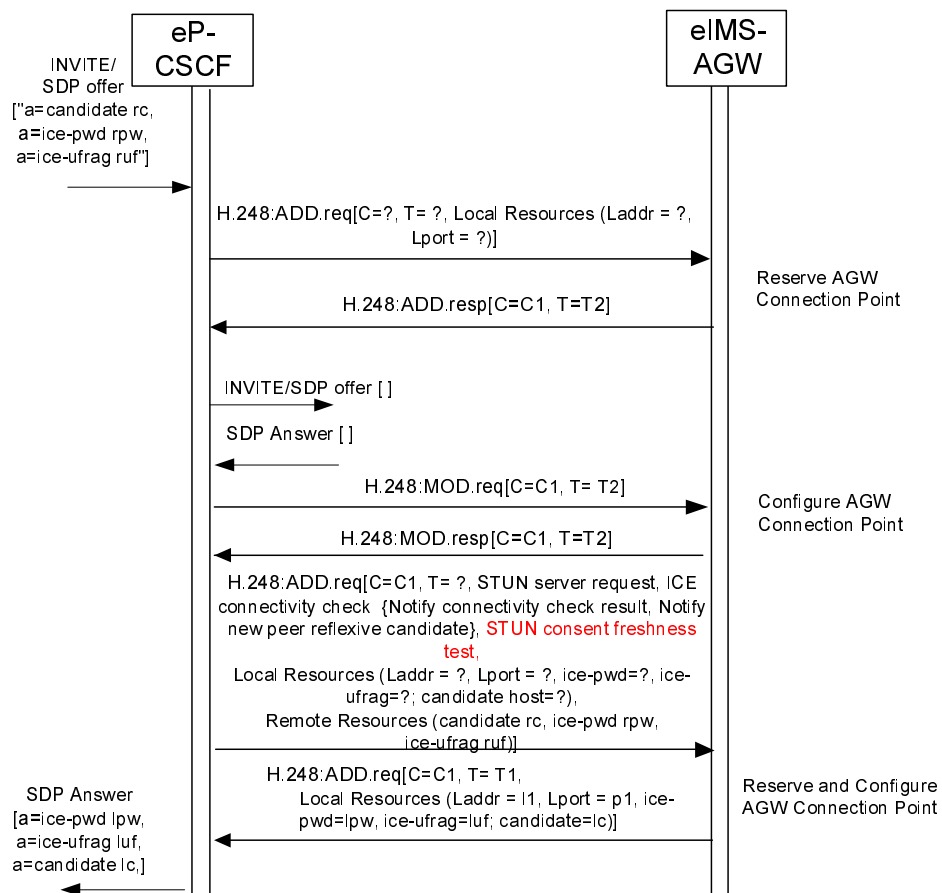 eP-
CSCF
eIMS-
AGW
INVITE/
SDP offer
["a=candidate rc,
a=ice-pwd rpw,
a=ice-ufrag ruf"]
H.248:ADD.req[C=?, T= ?, Local Resources (Laddr = ?,
Lport = ?)]
Reserve AGW
Connection Point
H.248:ADD.resp[C=C1, T=T2]
INVITE/SDP offer [ ]
SDP Answer [ ]
H.248:MOD.req[C=C1, T= T2]
Configure AGW
Connection Point
H.248:MOD.resp[C=C1, T=T2]
H.248:ADD.req[C=C1, T= ?, STUN server request, ICE
connectivity check {Notify connectivity check result, Notify
new peer reflexive candidate}, STUN consent freshness
test,
Local Resources (Laddr = ?, Lport = ?, ice-pwd=?, ice-
ufrag=?; candidate host=?),
Remote Resources (candidate rc, ice-pwd rpw,
ice-ufrag ruf)]
H.248:ADD.req[C=C1, T= T1,
Local Resources (Laddr = l1, Lport = p1, ice-
pwd=lpw, ice-ufrag=luf; candidate=lc)]
Reserve and Configure
AGW Connection Point
SDP Answer
[a=ice-pwd lpw,
a=ice-ufrag luf,
a=candidate lc,]